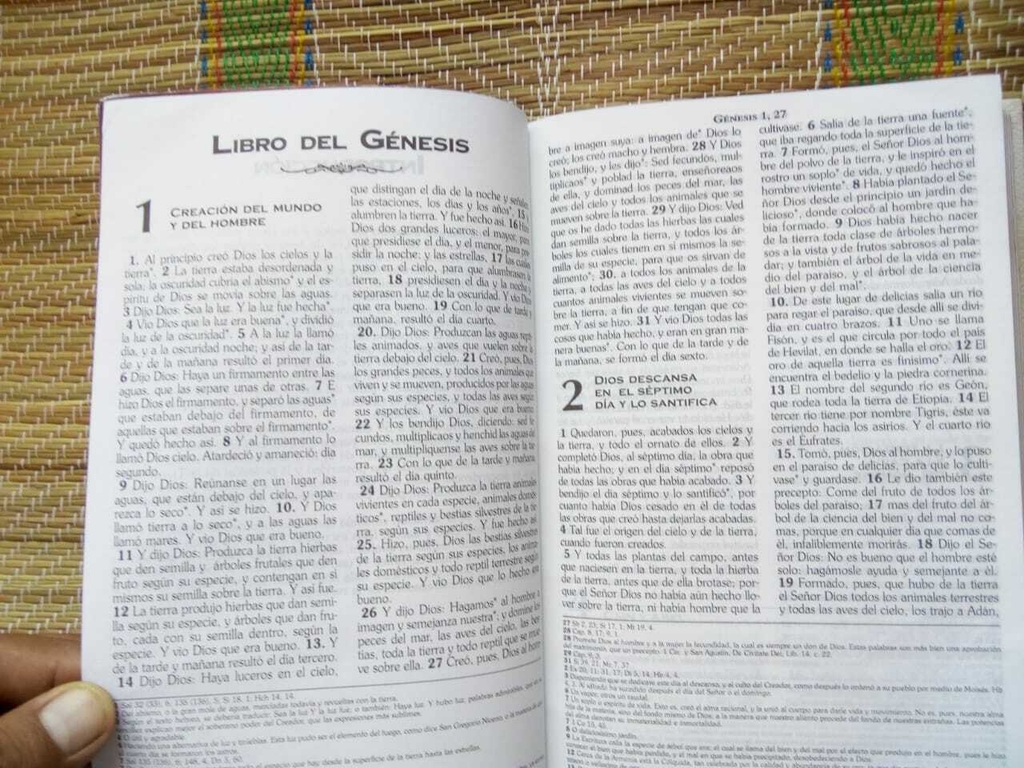 LIBRO DEL GÉNESIS
1 CREACIÓN DEL MUNDO
Y DEL HOMBRE
1. Al principio creó Dios los cielos y la
tierra*. 2 La tierra estaba desordenada y
sola; la oscuridad cubría el abismo* y el es-
píritu de Dios se movía sobre las aguas.
3 Dijo Dios: Sea la luz. Y la luz fue hecha*.
4 Vio Dios que la luz era buena*, y dividió
la luz de la oscuridad*. 5 A la luz la llamó
día, y a la oscuridad noche; y así de la tar-
de y de la mañana resultó el primer día.
6 Dijo Dios: Haya un firmamento entre las
aguas, que las separe unas de otras. 7 E
hizo Dios el firmamento, y separó las aguas*
que estaban debajo del firmamento, de
aquellas que estaban sobre el firmamento*.
Y quedó hecho así. 8 Y al firmamento lo
llamó Dios cielo. Atardeció y amaneció: día
segundo.
9 Dijo Dios: Reúnanse en un lugar las
aguas, que están debajo del cielo, y apa-
rezca lo seco*. Y así se hizo. 10. Y Dios
llamó tierra a lo seco*, y a las aguas las
llamó mares. Y vio Dios que era bueno.
11 Y dijo Dios: Produzca la tierra hierbas
que den semilla y árboles frutales que den
fruto según su especie, y contengan en sí
mismos su semilla sobre la tierra. Y así fue.
12 La tierra produjo hierbas que dan semi-
lla según su especie, y árboles que dan fru-
to, cada con su semilla dentro, según la
especie. Y vio Dios que era bueno. 13. Y
de la tarde y mañana resultó el día tercero.
14 Dijo Dios: Haya luceros en el cielo,
que distingan el día de la noche y señalen
las estaciones, los días y los años*, 15 y
alumbren la tierra. Y fue hecho así. 16 Hizo
Dios dos grandes luceros: el mayor, para
que presidiese el día, y el menor, para pre-
sidir la noche; y las estrellas, 17 las cuales
puso en el cielo, para que alumbrasen la
tierra, 18 presidiesen el día y la noche y
separasen la luz de la oscuridad. Y vio Dios
que era bueno. 19 Con lo que de tarde y
mañana, resultó el día cuarto.
20. Dijo Dios: Produzcan las aguas repti-
les animados, y aves que vuelen sobre la
tierra debajo del cielo. 21 Creó, pues, Dios
los grandes peces, y todos los animales que
viven y se mueven, producidos por las aguas
según sus especies, y todas las aves según
sus especies. Y vio Dios que era bueno.
22 Y los bendijo Dios, diciendo: sed fe-
cundos, multiplicaos y henchid las aguas del
mar, y multiplíquense las aves sobre la tie-
rra. 23 Con lo que de la tarde y mañana
resultó el día quinto.
24 Dijo Dios: Produzca la tierra animales
vivientes en cada especie, animales domés-
ticos*, reptiles y bestias silvestres de la tie-
rra, según sus especies. Y fue hecho así.
25. Hizo, pues, Dios las bestias silvestres
de la tierra según sus especies, los anima-
les domésticos y todo reptil terrestre según
su especie. Y vio Dios que lo hecho era
bueno.
26 Y dijo Dios: Hagamos* al hombre a
imagen y semejanza nuestra*; y domine los
peces del mar, las aves del cielo, las bes-
tias, toda la tierra y todo reptil que se mue-
ve sobre ella. 27 Creó, pues, Dios al hom-
GÉNESIS 1, 27
bre a imagen suya: a imagen de* Dios lo
creó; los creó macho y hembra. 28 Y Dios
los bendijo, y les dijo*: Sed fecundos, mul-
tiplicaos* y poblad la tierra, enseñoreaos
de ella, y dominad los peces del mar, las
aves del cielo y todos los animales que se
mueven sobre la tierra. 29 Y dijo Dios: Ved
que os he dado todas las hierbas las cuales
dan semilla sobre la tierra, y todos los ár-
boles los cuales tienen en sí mismos la se-
milla de su especie, para que os sirvan de
alimento*; 30. a todos los animales de la
tierra, a todas las aves del cielo y a todos
cuantos animales vivientes se mueven so-
bre la tierra, a fin de que tengan que co-
mer. Y así se hizo. 31 Y vio Dios todas las
cosas que había hecho, y eran en gran ma-
nera buenas*. Con lo que de la tarde y de
la mañana, se formó el día sexto.
2 DIOS DESCANSA
EN EL SÉPTIMO
DÍA Y LO SANTIFICA
1 Quedaron, pues, acabados los cielos y
la tierra, y todo el ornato de ellos. 2 Y
completó Dios, al séptimo día, la obra que
había hecho; y en el día séptimo* reposó
de todas las obras que había acabado. 3 Y
bendijo el día séptimo y lo santificó*, por
cuanto había Dios cesado en él de todas
las obras que creó hasta dejarlas acabadas.
4 Tal fue el origen del cielo y de la tierra,
cuando fueron creados.
5 Y todas las plantas del campo, antes
que naciesen en la tierra, y toda la hierba
de la tierra, antes de que ella brotase; por-
que el Señor Dios no había aún hecho llo-
ver sobre la tierra, ni había hombre que la
cultivase. 6 Salía de la tierra una fuente*,
que iba regando toda la superficie de la tie-
rra. 7 Formó, pues, el Señor Dios al hom-
bre del polvo de la tierra, y le inspiró en el
rostro un soplo* de vida, y quedó hecho el
hombre viviente*. 8 Había plantado el Se-
ñor Dios desde el principio un jardín de-
licioso*, donde colocó al hombre que ha-
bía formado. 9 Dios había hecho nacer
de la tierra toda clase de árboles hermo-
sos a la vista y de frutos sabrosos al pala-
dar; y también el árbol de la vida en me-
dio del paraíso, y el árbol de la ciencia
del bien y del mal*.
10. De este lugar de delicias salía un río
para regar el paraíso, que desde allí se divi-
día en cuatro brazos. 11 Uno se llama
Fisón, y es el que circula por todo el país
de Hevilat, en donde se halla el oro. 12 El
oro de aquella tierra es finísimo*. Allí se
encuentra el bedelio y la piedra cornerina.
13 El nombre del segundo río es Geón,
que rodea toda la tierra de Etiopía. 14 El
tercer río tiene por nombre Tigris, éste va
corriendo hacia los asirios. Y el cuarto río
es el Eufrates.
15. Tomó, pues, Dios al hombre, y lo puso
en el paraíso de delicias, para que lo culti-
vase* y guardase. 16 Le dio también este
precepto: Come del fruto de todos los ár-
boles del paraíso; 17 mas del fruto del ár-
bol de la ciencia del bien y del mal no co-
mas, porque en cualquier día que comas de
él, infaliblemente morirás. 18 Dijo el Se-
ñor Dios: No es bueno que el hombre esté
solo: hagámosle ayuda y semejante a él.
19 Formado, pues, que hubo de la tierra
el Señor Dios todos los animales terrestres
y todas las aves del cielo, los trajo a Adán,